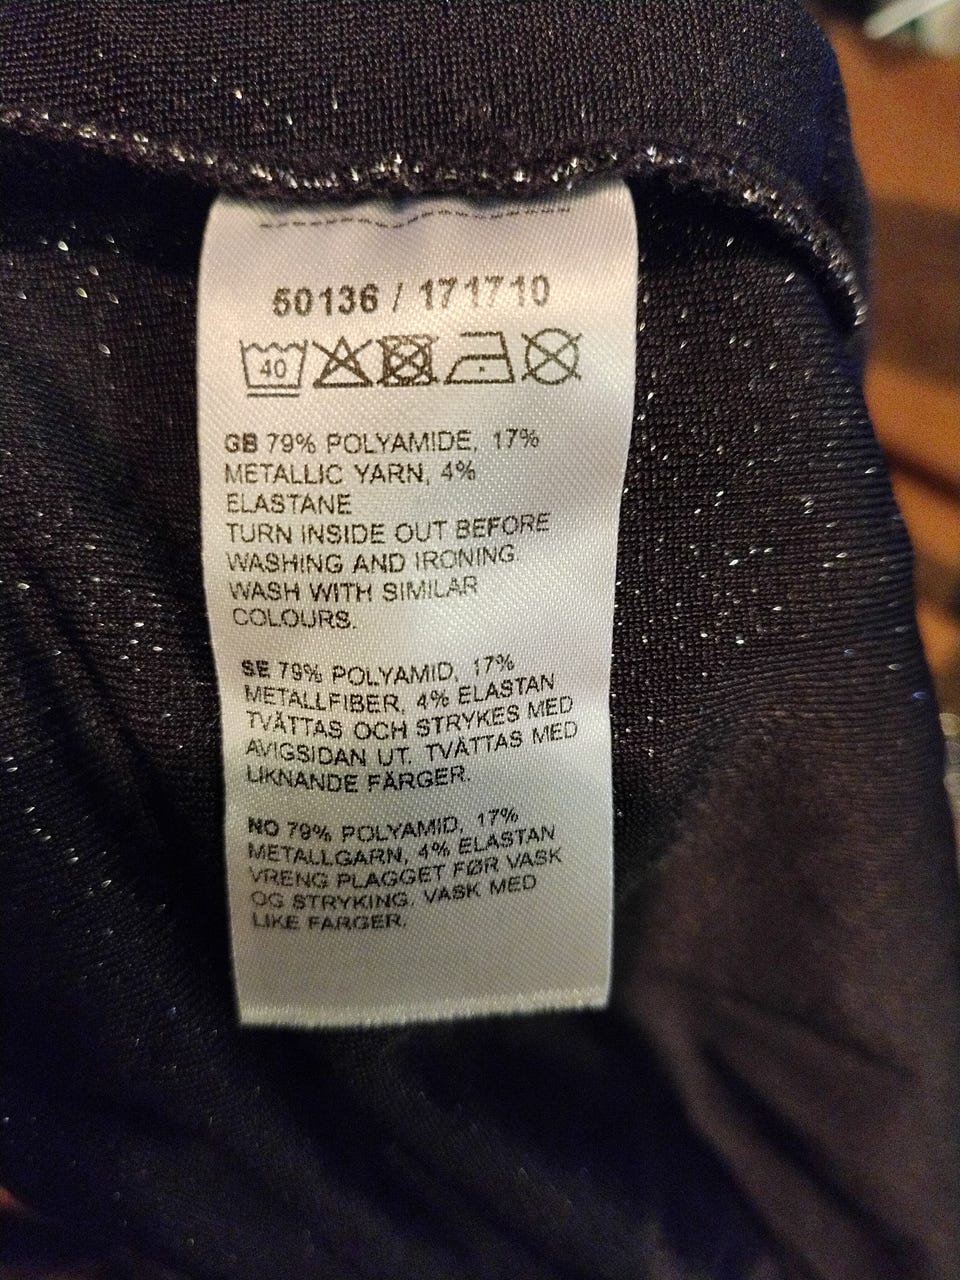 50136 / 171710
40
GB 79% POLYAMIDE, 17%
METALLIC YARN, 4%
ELASTANE
TURN INSIDE OUT BEFORE
WASHING AND IRONING.
WASH WITH SIMILAR
COLOURS.
SE 79% POLYAMID, 17%
METALLFIBER, 4% ELASTAN
TVÄTTAS OCH STRYKES MED
AVIGSIDAN UT. TVÄTTAS MED
LIKNANDE FÄRGER.
NO 79% POLYAMID, 17%
METALLGARN, 4% ELASTAN
VRENG PLAGGET FØR VASK
OG STRYKING. VASK MED
LIKE FARGER.